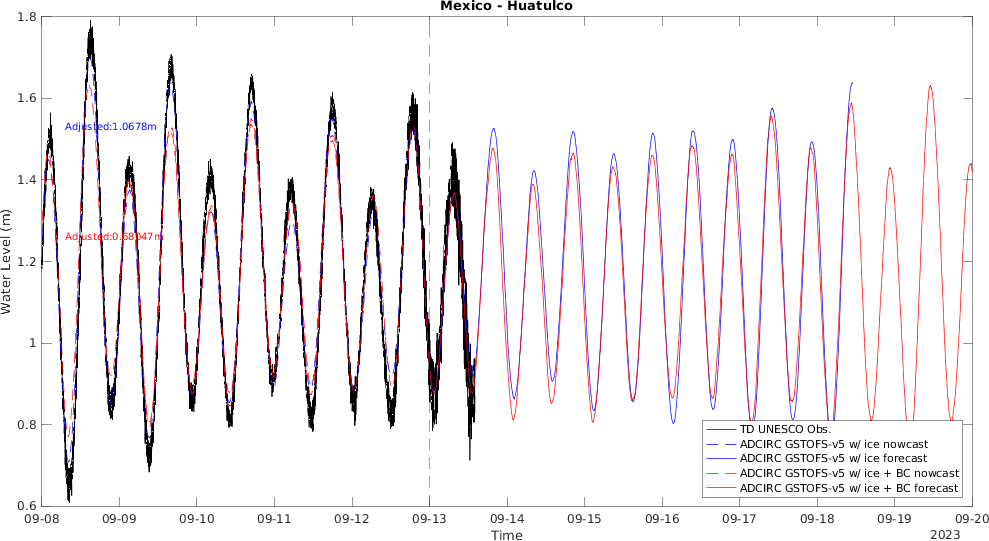 Mexico - Huatulco
1.8
1.6
1.4
1.2
1
0.8
0.6
Water Level (m)
Adjusted:1.0678m
Adjusted:0.68047m
TD UNESCO Obs.
ADCIRC GSTOFS-v5 w/ ice nowcast
ADCIRC GSTOFS-v5 w/ ice forecast
ADCIRC GSTOFS-v5 w/ ice + BC nowcast
ADCIRC GSTOFS-v5 w/ ice + BC forecast
09-08 09-09 09-10 09-11 09-12 09-13 09-14 09-15 09-16 09-17 09-18 09-19 09-20
Time
2023